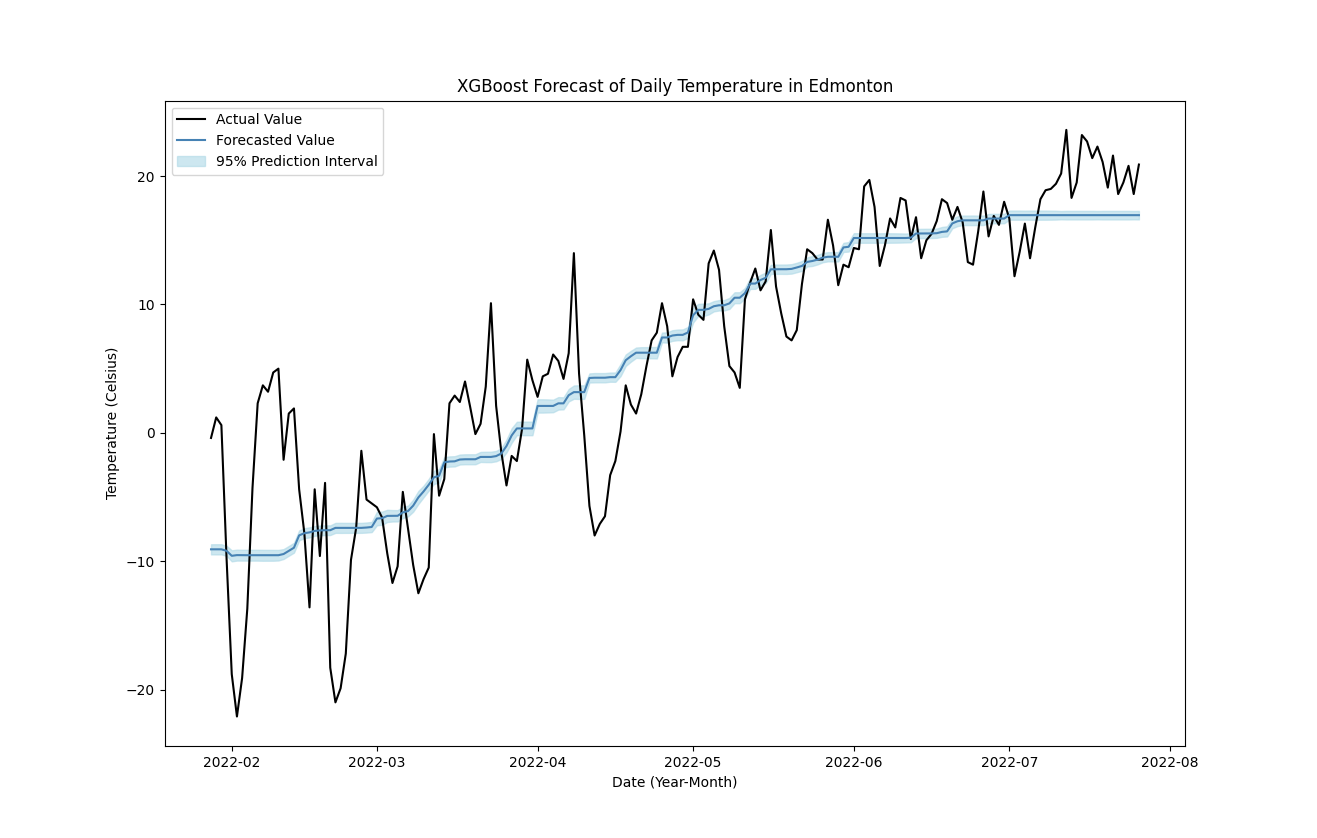 XGBoost Forecast of Daily Temperature in Edmonton
Actual Value
Forecasted Value
95% Prediction Interval
Temperature (Celsius)
20
10
0
−10
−20
2022-02 2022-03 2022-04 2022-05 2022-06 2022-07 2022-08
Date (Year-Month)